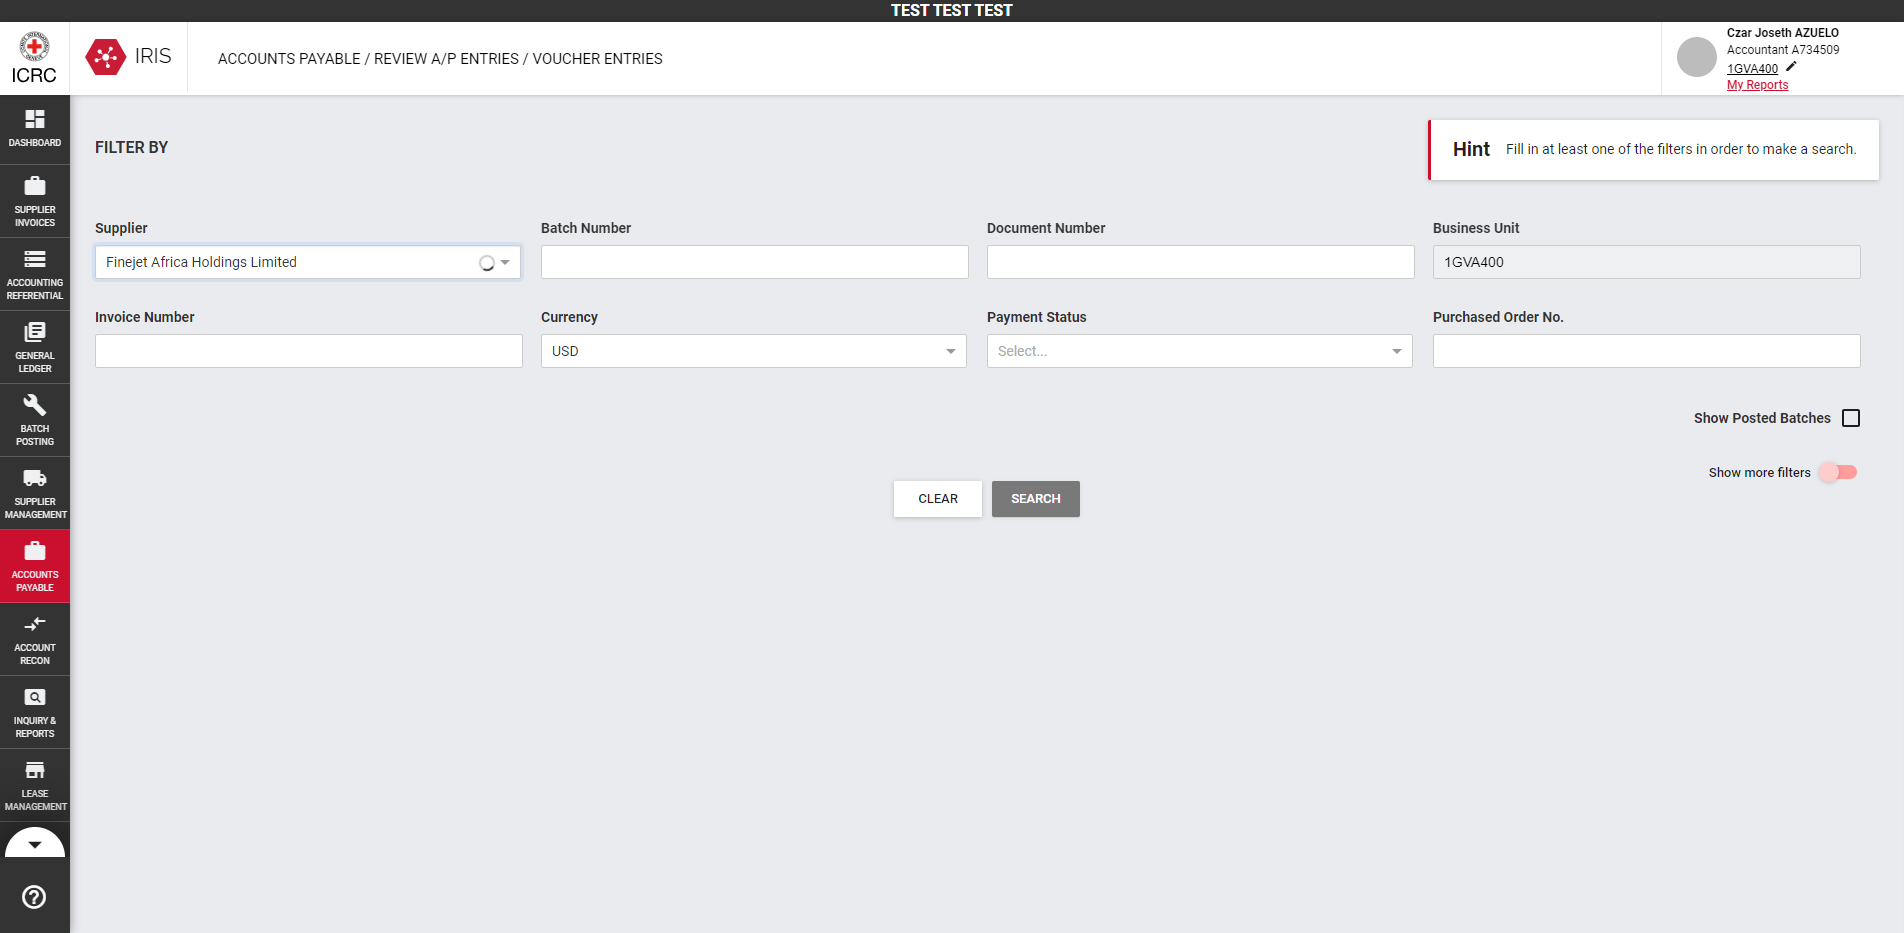 TEST TEST TEST
ICRC
IRIS
ACCOUNTS PAYABLE / REVIEW A/P ENTRIES / VOUCHER ENTRIES
Czar Joseth AZUELO
Accountant A734509
1GVA400
My Reports
DASHBOARD
SUPPLIER
INVOICES
ACCOUNTING
REFERENTIAL
GENERAL
LEDGER
BATCH
POSTING
SUPPLIER
MANAGEMENT
ACCOUNTS
PAYABLE
ACCOUNT
RECON
INQUIRY &
REPORTS
LEASE
MANAGEMENT
FILTER BY
Hint Fill in at least one of the filters in order to make a search.
Supplier Batch Number Document Number Business Unit
Finejet Africa Holdings Limited 1GVA400
Invoice Number Currency Payment Status Purchased Order No.
USD Select...
Show Posted Batches
Show more filters
CLEAR SEARCH